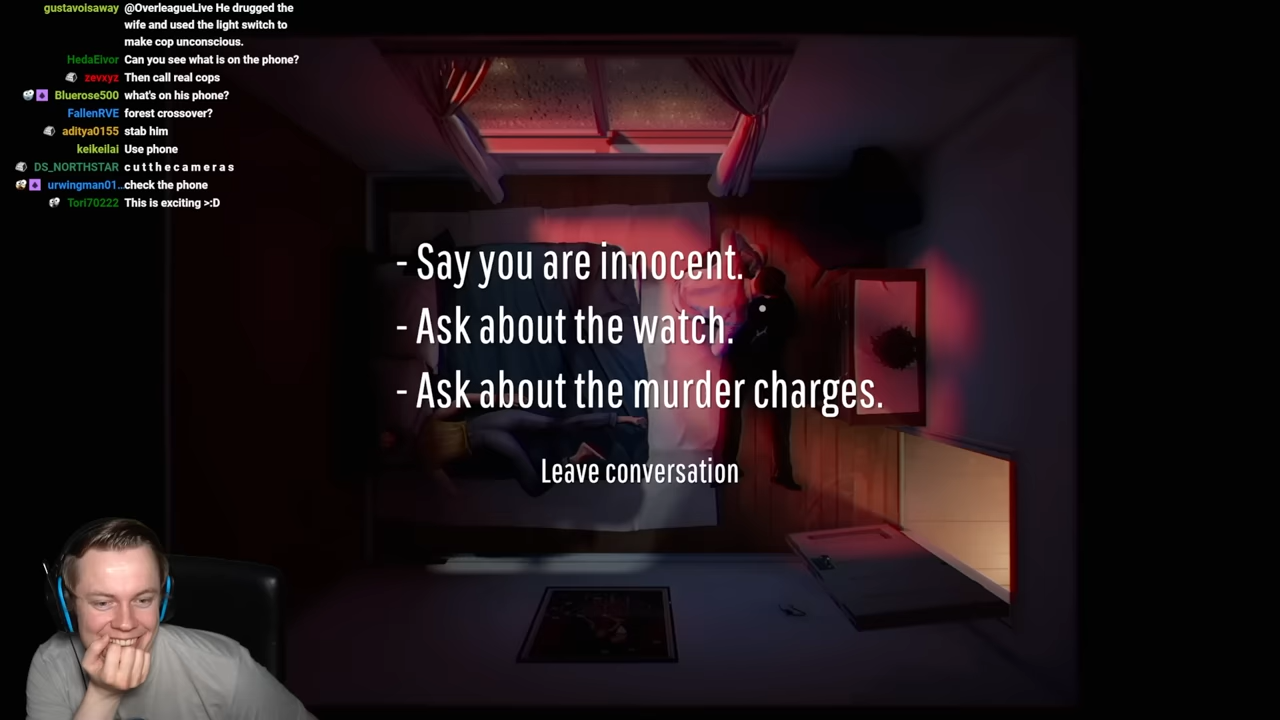 gustavoisaway @OverleagueLive He drugged the
wife and used the light switch to
make cop unconscious.
HedaEivor Can you see what is on the phone?
zevxyz Then call real cops
Bluerose500 what's on his phone?
FallenRVE forest crossover?
aditya0155 stab him
keikeilai Use phone
DS_NORTHSTAR c u t t h e c a m e r a s
urwingman01... check the phone
Tori70222 This is exciting >:D
- Say you are innocent.
- Ask about the watch.
- Ask about the murder charges.
Leave conversation